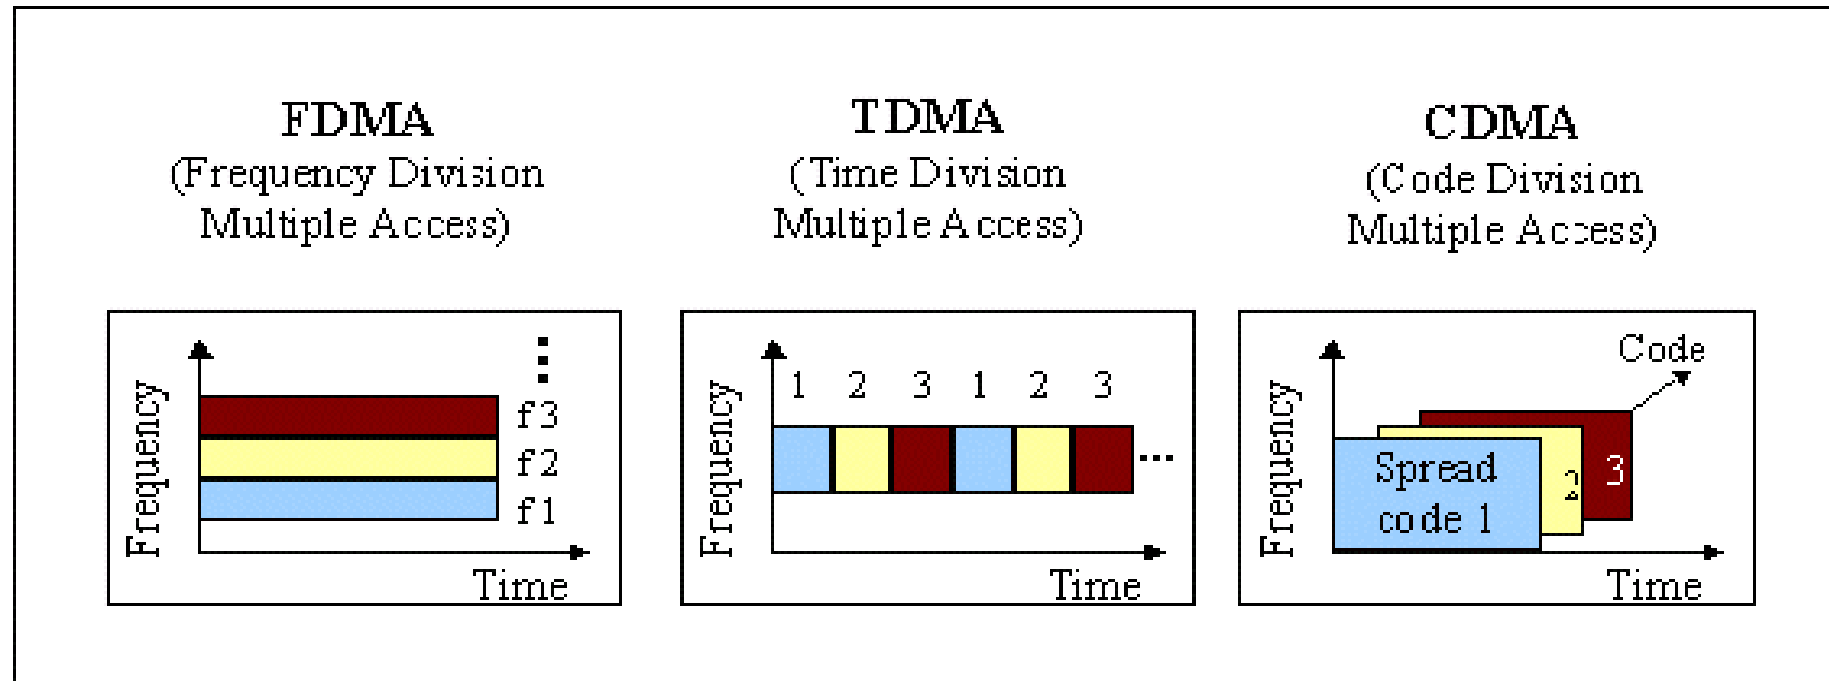 FDMA
(Frequency Division
Multiple Access)
Frequency
f3
f2
f1
Time
TDMA
(Time Division
Multiple Access)
Frequency
1 2 3 1 2 3
...
Time
CDMA
(Code Division
Multiple Access)
Frequency
Code
Spread
code 1
2
3
Time